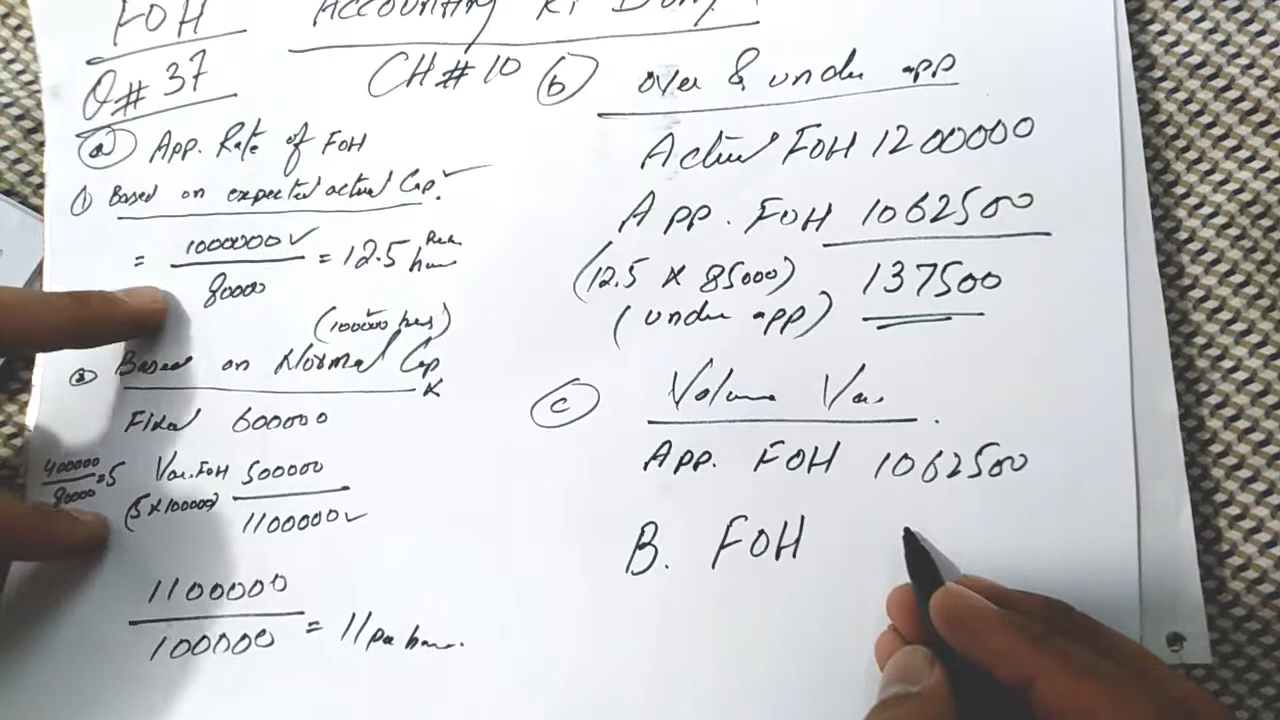 FOH
Q# 37
Accounting Ki
CH# 10
(a) App. Rate of FOH
(1) Based on expected actual Cap. ✓
= 1000000 ✓ / 80000 = 12.5 Per hour
(100000 hrs)
(2) Based on Normal Cap ×
Fixed 600000
400000 / 80000 = 5 Var. FOH 500000
(5 × 100000)
1100000 ✓
1100000 / 100000 = 11 per hour.
(b) over & under app
Actual FOH 1200000
App. FOH 1062500
(12.5 × 85000) 137500
(under app)
(c) Volume Var.
App. FOH 1062500
B. FOH